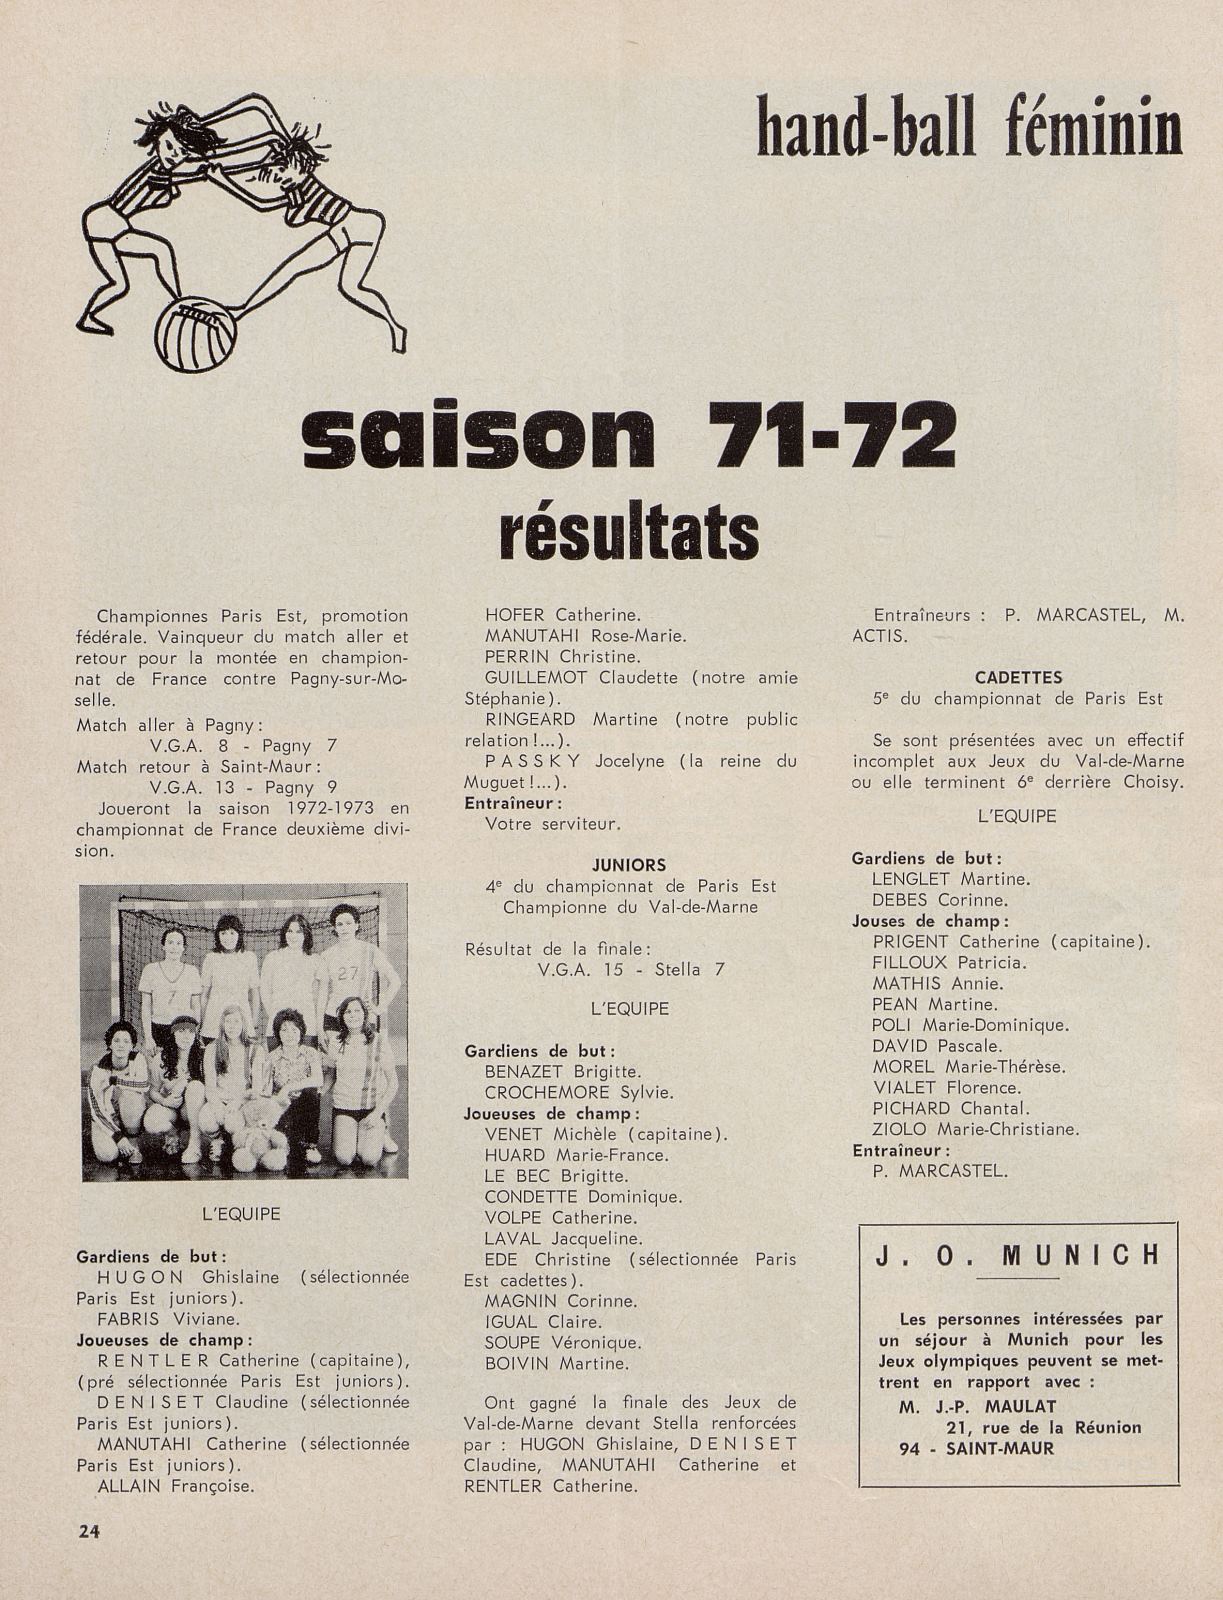 hand-ball féminin
saison 71-72
résultats
Championnes Paris Est, promotion
fédérale. Vainqueur du match aller et
retour pour la montée en champion-
nat de France contre Pagny-sur-Mo-
selle.
Match aller à Pagny :
V.G.A. 8 - Pagny 7
Match retour à Saint-Maur :
V.G.A. 13 - Pagny 9
Joueront la saison 1972-1973 en
championnat de France deuxième divi-
sion.
7
27
L'EQUIPE
Gardiens de but :
HUGON Ghislaine (sélectionnée
Paris Est juniors).
FABRIS Viviane.
Joueuses de champ :
RENTLER Catherine (capitaine),
(pré sélectionnée Paris Est juniors).
DENISET Claudine (sélectionnée
Paris Est juniors).
MANUTAHI Catherine (sélectionnée
Paris Est juniors).
ALLAIN Françoise.
HOFER Catherine.
MANUTAHI Rose-Marie.
PERRIN Christine.
GUILLEMOT Claudette (notre amie
Stéphanie).
RINGEARD Martine (notre public
relation !...).
PASSKY Jocelyne (la reine du
Muguet !...).
Entraîneur :
Votre serviteur.
JUNIORS
4e du championnat de Paris Est
Championne du Val-de-Marne
Résultat de la finale :
V.G.A. 15 - Stella 7
L'EQUIPE
Gardiens de but :
BENAZET Brigitte.
CROCHEMORE Sylvie.
Joueuses de champ :
VENET Michèle (capitaine).
HUARD Marie-France.
LE BEC Brigitte.
CONDETTE Dominique.
VOLPE Catherine.
LAVAL Jacqueline.
EDE Christine (sélectionnée Paris
Est cadettes).
MAGNIN Corinne.
IGUAL Claire.
SOUPE Véronique.
BOIVIN Martine.
Ont gagné la finale des Jeux de
Val-de-Marne devant Stella renforcées
par : HUGON Ghislaine, DENISET
Claudine, MANUTAHI Catherine et
RENTLER Catherine.
Entraîneurs : P. MARCASTEL, M.
ACTIS.
CADETTES
5e du championnat de Paris Est
Se sont présentées avec un effectif
incomplet aux Jeux du Val-de-Marne
ou elle terminent 6e derrière Choisy.
L'EQUIPE
Gardiens de but :
LENGLET Martine.
DEBES Corinne.
Jouses de champ :
PRIGENT Catherine (capitaine).
FILLOUX Patricia.
MATHIS Annie.
PEAN Martine.
POLI Marie-Dominique.
DAVID Pascale.
MOREL Marie-Thérèse.
VIALET Florence.
PICHARD Chantal.
ZIOLO Marie-Christiane.
Entraîneur :
P. MARCASTEL.
J. O. MUNICH
Les personnes intéressées par
un séjour à Munich pour les
Jeux olympiques peuvent se met-
trent en rapport avec :
M. J.-P. MAULAT
21, rue de la Réunion
94 - SAINT-MAUR
24